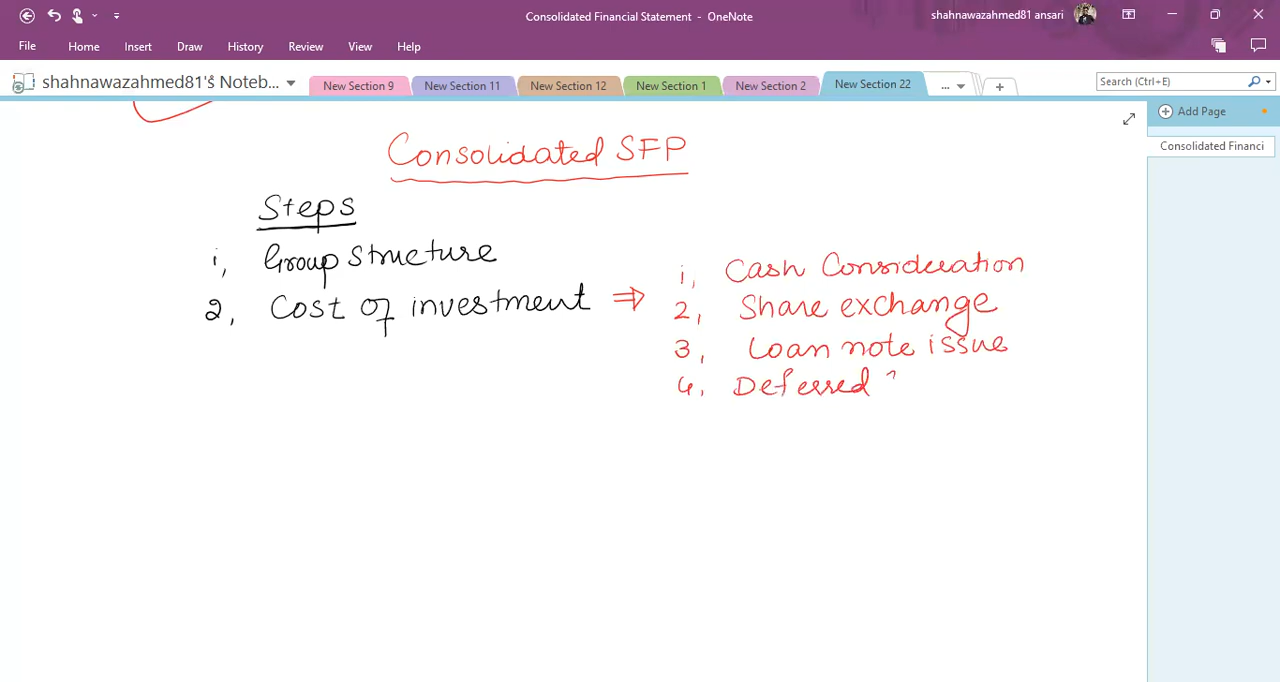 Consolidated Financial Statement - OneNote
shahnawazahmed81 ansari
File Home Insert Draw History Review View Help
shahnawazahmed81's Noteb...
New Section 9
New Section 11
New Section 12
New Section 1
New Section 2
New Section 22
...
Search (Ctrl+E)
Add Page
Consolidated Financi
Consolidated SFP
Steps
i, Group Structure
2, Cost of investment ⇒
i, Cash Consideration
2, Share exchange
3, Loan note issue
4, Deferred